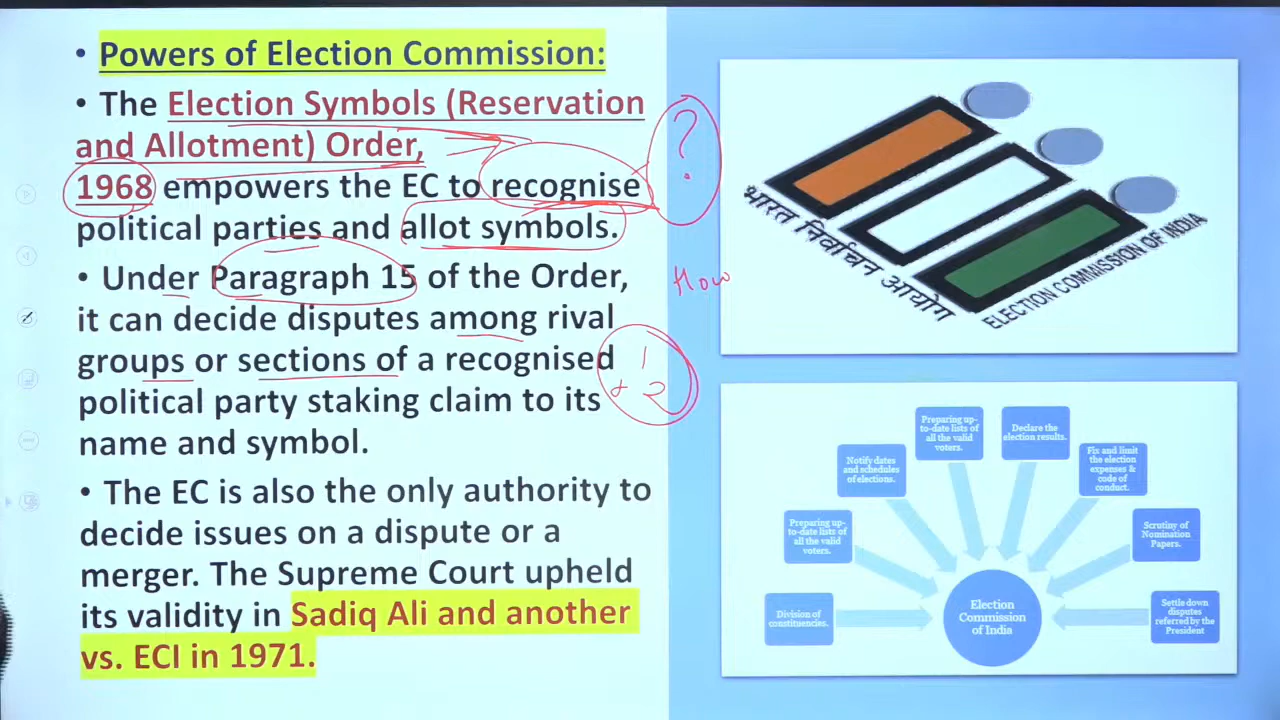 • Powers of Election Commission:
• The Election Symbols (Reservation
and Allotment) Order,
1968 empowers the EC to recognise
political parties and allot symbols.
• Under Paragraph 15 of the Order,
it can decide disputes among rival
groups or sections of a recognised
political party staking claim to its
name and symbol.
• The EC is also the only authority to
decide issues on a dispute or a
merger. The Supreme Court upheld
its validity in Sadiq Ali and another
vs. ECI in 1971.
?
How
1
2
भारत निर्वाचन आयोग
ELECTION COMMISSION OF INDIA
Division of
constituencies.
Preparing up-
to-date lists of
all the valid
voters.
Notify dates
and schedules
of elections.
Preparing up-
to-date lists of
all the valid
voters.
Declare the
election results.
Fix and limit
the election
expenses &
code of
conduct.
Scrutiny of
Nomination
Papers.
Settle down
disputes
referred by the
President
Election
Commission
of India